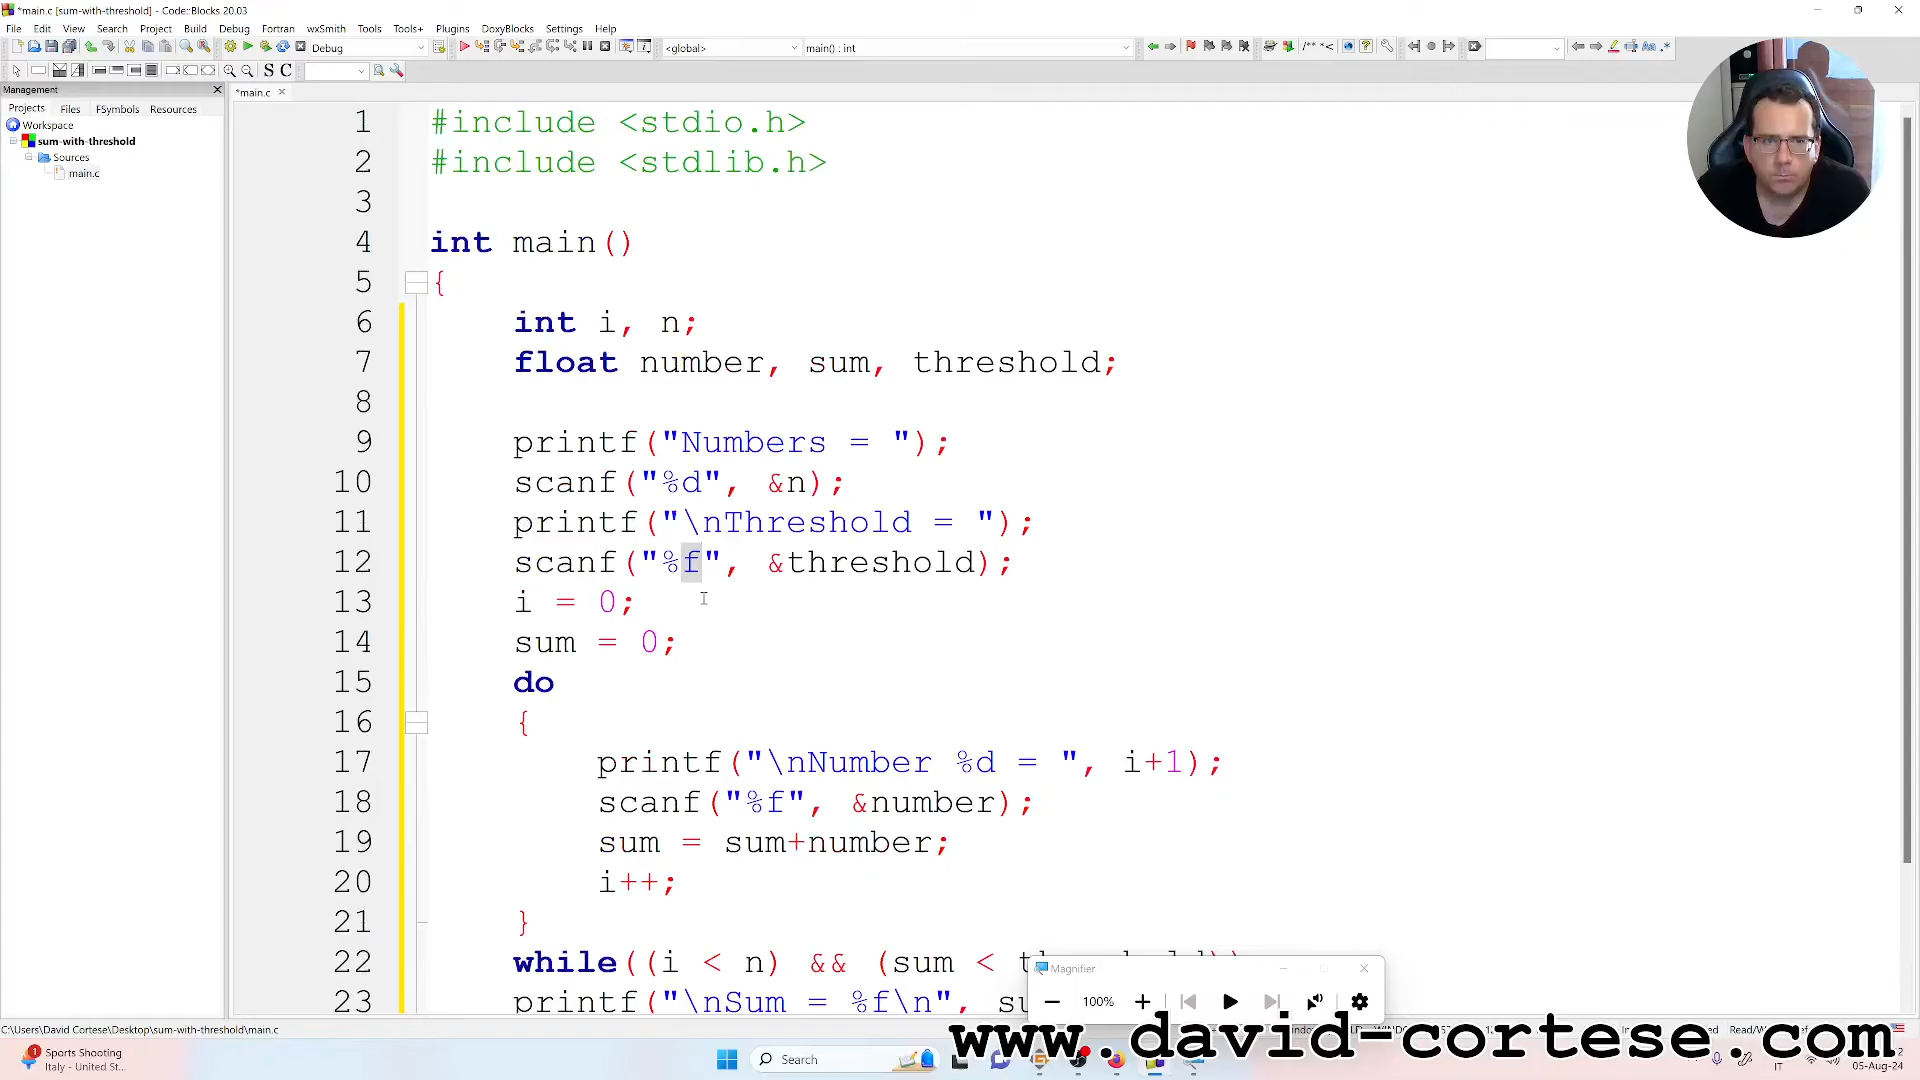 *main.c [sum-with-threshold] - Code::Blocks 20.03
File Edit View Search Project Build Debug Fortran wxSmith Tools Tools+ Plugins DoxyBlocks Settings Help
Debug <global> main() : int
S C
Management
Projects Files FSymbols Resources
*main.c
Workspace
sum-with-threshold
Sources
main.c
1 #include <stdio.h>
2 #include <stdlib.h>
3
4 int main()
5 {
6 int i, n;
7 float number, sum, threshold;
8
9 printf("Numbers = ");
10 scanf("%d", &n);
11 printf("\nThreshold = ");
12 scanf("%f", &threshold);
13 i = 0;
14 sum = 0;
15 do
16 {
17 printf("\nNumber %d = ", i+1);
18 scanf("%f", &number);
19 sum = sum+number;
20 i++;
21 }
22 while((i < n) && (sum <
23 printf("\nSum = %f\n",
Magnifier
100%
C:\Users\David Cortese\Desktop\sum-with-threshold\main.c
www.david-cortese.com
1
Sports Shooting
Italy - United St...
Search
IT
05-Aug-24